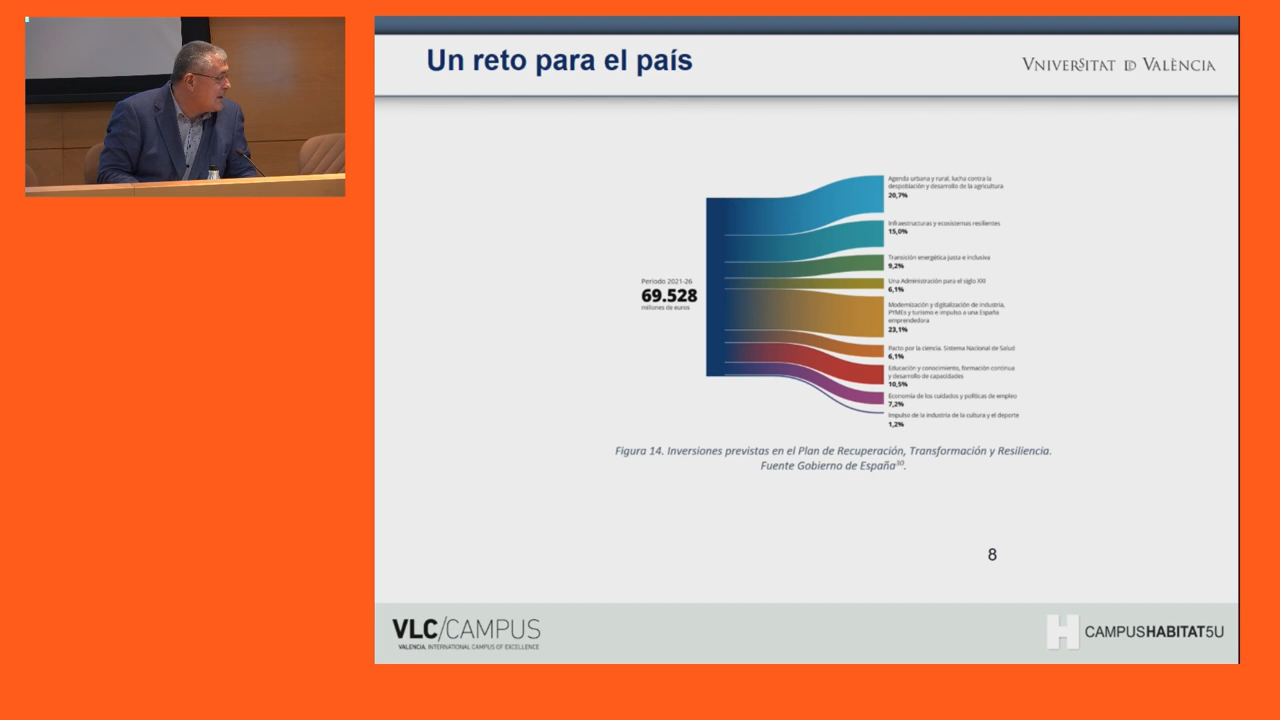 Un reto para el país
VNIVERSITAT ID VALÈNCIA
Agenda urbana y rural, lucha contra la
despoblación y desarrollo de la agricultura
20,7%
Infraestructuras y ecosistemas resilientes
15,0%
Transición energética justa e inclusiva
9,2%
Una Administración para el siglo XXI
6,1%
Periodo 2021-26
69.528
millones de euros
Modernización y digitalización de industria,
PYMEs y turismo e impulso a una España
emprendedora
23,1%
Pacto por la ciencia. Sistema Nacional de Salud
6,1%
Educación y conocimiento, formación continua
y desarrollo de capacidades
10,5%
Economía de los cuidados y políticas de empleo
7,2%
Impulso de la industria de la cultura y el deporte
1,2%
Figura 14. Inversiones previstas en el Plan de Recuperación, Transformación y Resiliencia.
Fuente Gobierno de España³⁰.
8
VLC/CAMPUS
VALENCIA, INTERNATIONAL CAMPUS OF EXCELLENCE
H CAMPUSHABITAT5U